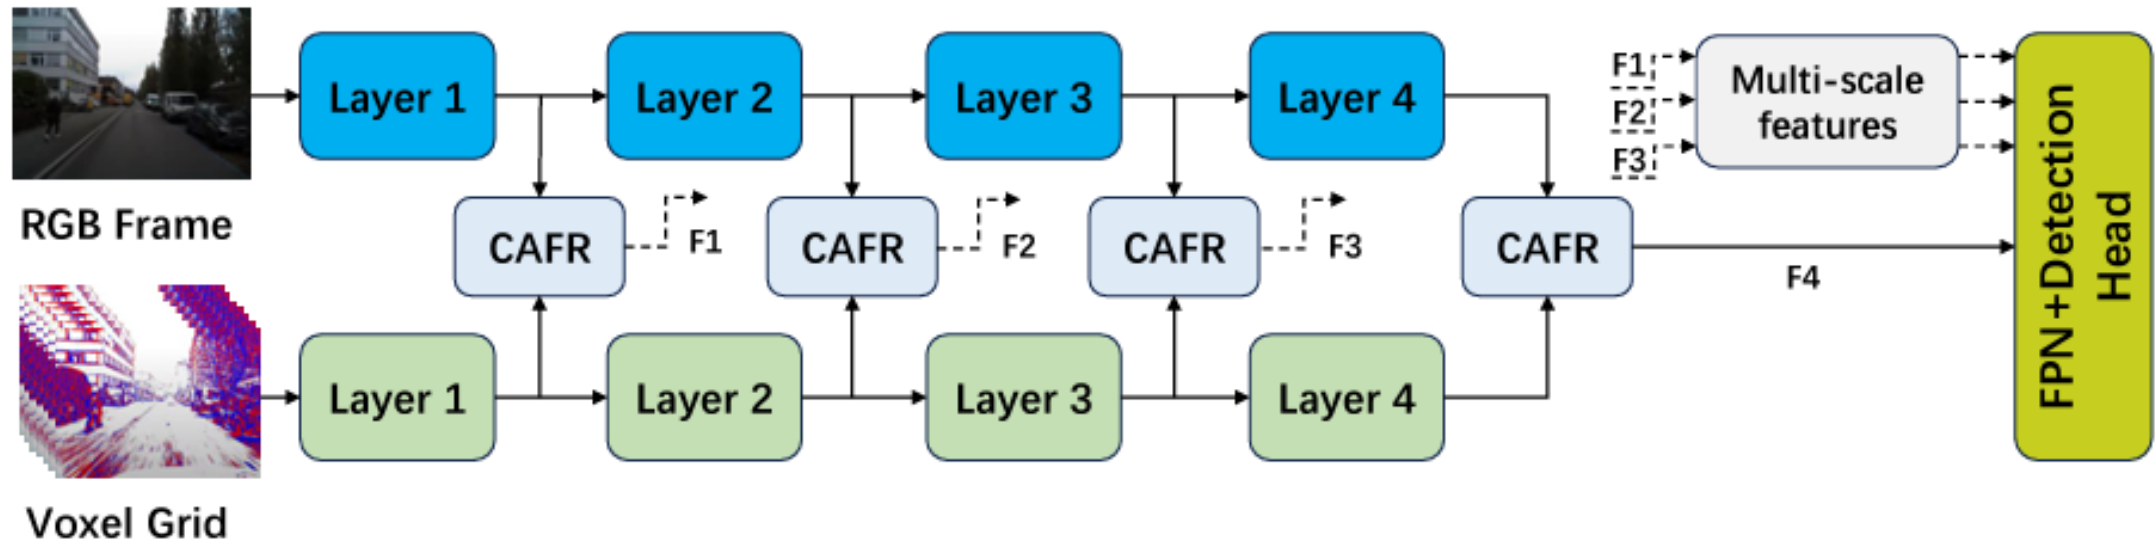 Layer 1
Layer 2
Layer 3
Layer 4
F1
F2
F3
Multi-scale
features
FPN+Detection
Head
RGB Frame
CAFR
F1
CAFR
F2
CAFR
F3
CAFR
F4
Layer 1
Layer 2
Layer 3
Layer 4
Voxel Grid